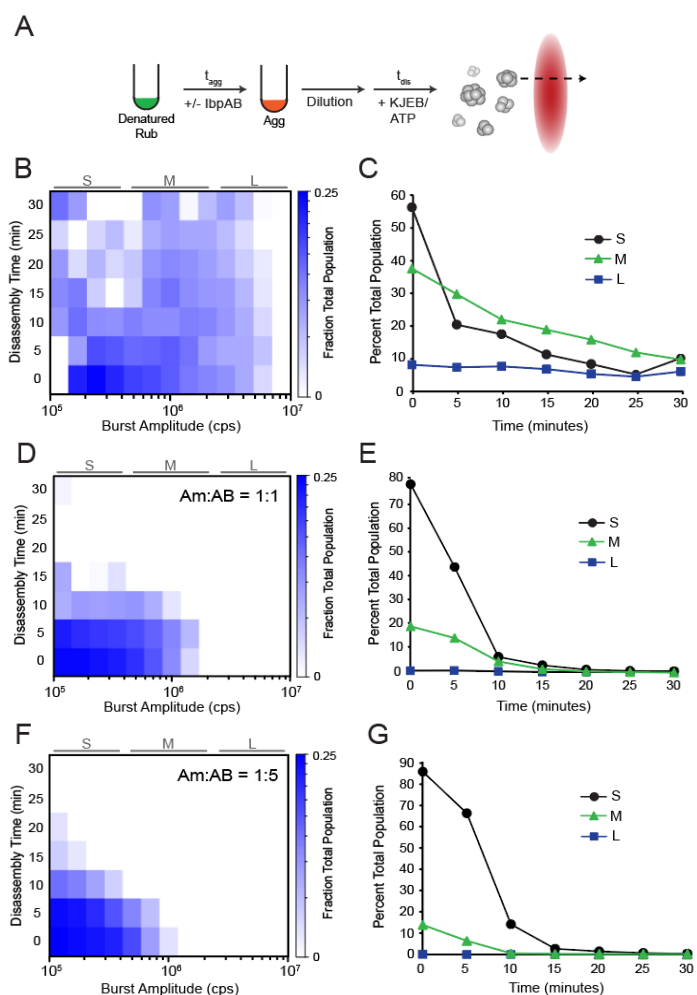 A
t_agg
t_dis
+/- IbpAB
Dilution
+ KJEB/
ATP
Denatured
Rub
Agg
B
S M L
Disassembly Time (min)
30
25
20
15
10
5
0
10^5 10^6 10^7
Burst Amplitude (cps)
0.25
Fraction Total Population
0
C
Percent Total Population
60
50
40
30
20
10
0
S
M
L
0 5 10 15 20 25 30
Time (minutes)
D
S M L
Am:AB = 1:1
Disassembly Time (min)
30
25
20
15
10
5
0
10^5 10^6 10^7
Burst Amplitude (cps)
0.25
Fraction Total Population
0
E
Percent Total Population
80
70
60
50
40
30
20
10
0
S
M
L
0 5 10 15 20 25 30
Time (minutes)
F
S M L
Am:AB = 1:5
Disassembly Time (min)
30
25
20
15
10
5
0
10^5 10^6 10^7
Burst Amplitude (cps)
0.25
Fraction Total Population
0
G
Percent Total Population
90
80
70
60
50
40
30
20
10
0
S
M
L
0 5 10 15 20 25 30
Time (minutes)